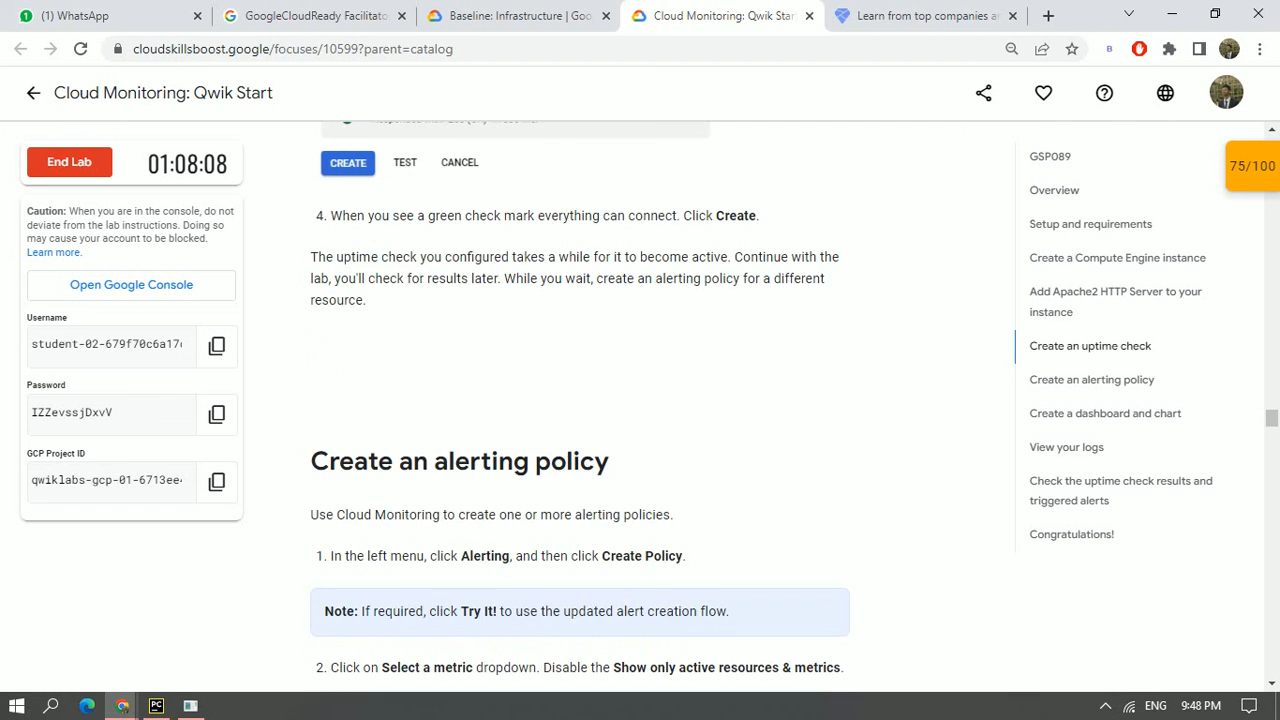 (1) WhatsApp
GoogleCloudReady Facilitato
Baseline: Infrastructure | Goo
Cloud Monitoring: Qwik Star
Learn from top companies a
cloudskillsboost.google/focuses/10599?parent=catalog
Cloud Monitoring: Qwik Start
End Lab
01:08:08
Caution: When you are in the console, do not
deviate from the lab instructions. Doing so
may cause your account to be blocked.
Learn more.
Open Google Console
Username
student-02-679f70c6a17
Password
IZZevssjDxvV
GCP Project ID
qwiklabs-gcp-01-6713ee
CREATE TEST CANCEL
4. When you see a green check mark everything can connect. Click Create.
The uptime check you configured takes a while for it to become active. Continue with the
lab, you'll check for results later. While you wait, create an alerting policy for a different
resource.
Create an alerting policy
Use Cloud Monitoring to create one or more alerting policies.
1. In the left menu, click Alerting, and then click Create Policy.
Note: If required, click Try It! to use the updated alert creation flow.
2. Click on Select a metric dropdown. Disable the Show only active resources & metrics.
GSP089
Overview
Setup and requirements
Create a Compute Engine instance
Add Apache2 HTTP Server to your
instance
Create an uptime check
Create an alerting policy
Create a dashboard and chart
View your logs
Check the uptime check results and
triggered alerts
Congratulations!
75/100
ENG 9:48 PM